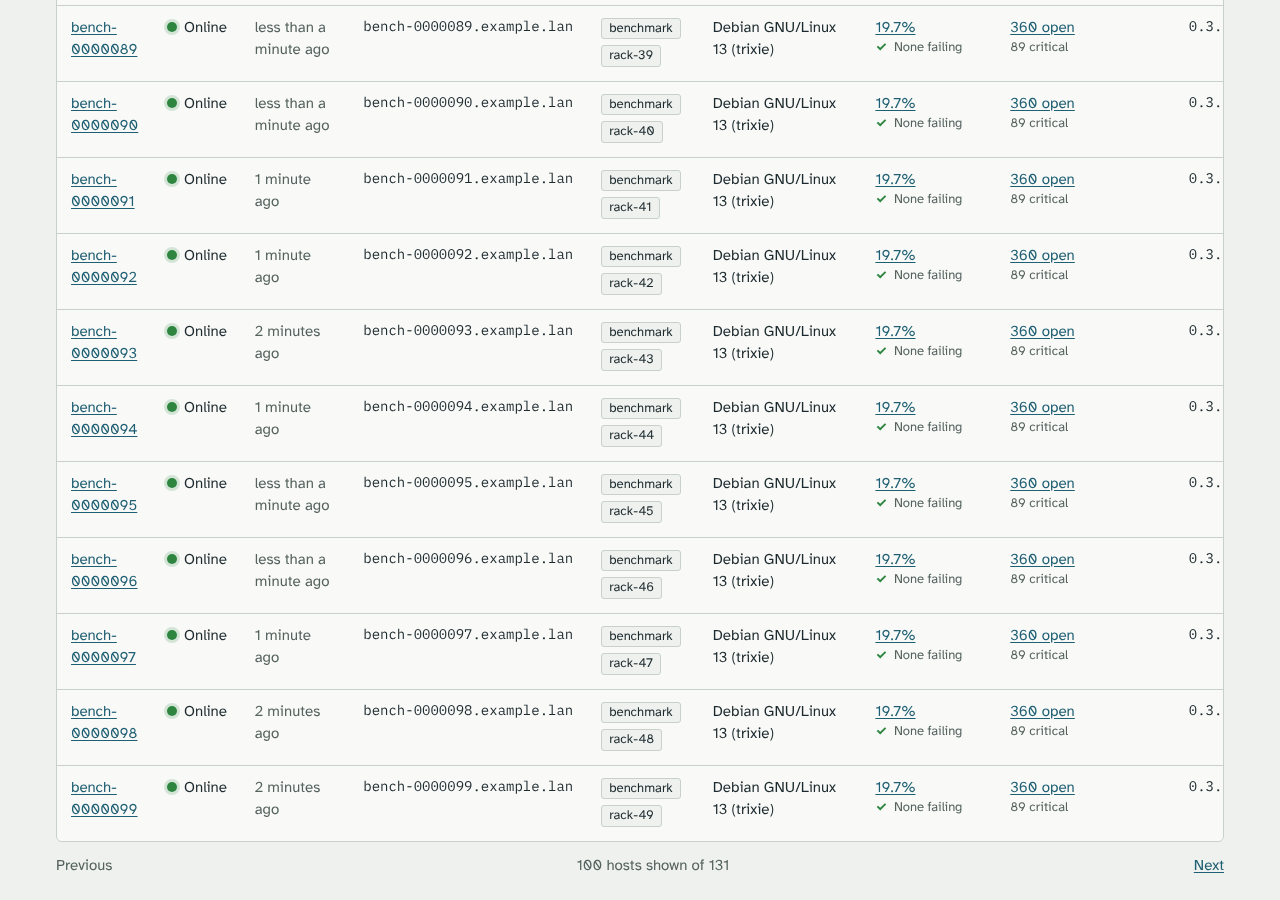 bench-0000089 Online less than a minute ago bench-0000089.example.lan benchmark rack-39 Debian GNU/Linux 13 (trixie) 19.7% ✓ None failing 360 open 89 critical 0.3.
bench-0000090 Online less than a minute ago bench-0000090.example.lan benchmark rack-40 Debian GNU/Linux 13 (trixie) 19.7% ✓ None failing 360 open 89 critical 0.3.
bench-0000091 Online 1 minute ago bench-0000091.example.lan benchmark rack-41 Debian GNU/Linux 13 (trixie) 19.7% ✓ None failing 360 open 89 critical 0.3.
bench-0000092 Online 1 minute ago bench-0000092.example.lan benchmark rack-42 Debian GNU/Linux 13 (trixie) 19.7% ✓ None failing 360 open 89 critical 0.3.
bench-0000093 Online 2 minutes ago bench-0000093.example.lan benchmark rack-43 Debian GNU/Linux 13 (trixie) 19.7% ✓ None failing 360 open 89 critical 0.3.
bench-0000094 Online 1 minute ago bench-0000094.example.lan benchmark rack-44 Debian GNU/Linux 13 (trixie) 19.7% ✓ None failing 360 open 89 critical 0.3.
bench-0000095 Online less than a minute ago bench-0000095.example.lan benchmark rack-45 Debian GNU/Linux 13 (trixie) 19.7% ✓ None failing 360 open 89 critical 0.3.
bench-0000096 Online less than a minute ago bench-0000096.example.lan benchmark rack-46 Debian GNU/Linux 13 (trixie) 19.7% ✓ None failing 360 open 89 critical 0.3.
bench-0000097 Online 1 minute ago bench-0000097.example.lan benchmark rack-47 Debian GNU/Linux 13 (trixie) 19.7% ✓ None failing 360 open 89 critical 0.3.
bench-0000098 Online 2 minutes ago bench-0000098.example.lan benchmark rack-48 Debian GNU/Linux 13 (trixie) 19.7% ✓ None failing 360 open 89 critical 0.3.
bench-0000099 Online 2 minutes ago bench-0000099.example.lan benchmark rack-49 Debian GNU/Linux 13 (trixie) 19.7% ✓ None failing 360 open 89 critical 0.3.
Previous 100 hosts shown of 131 Next